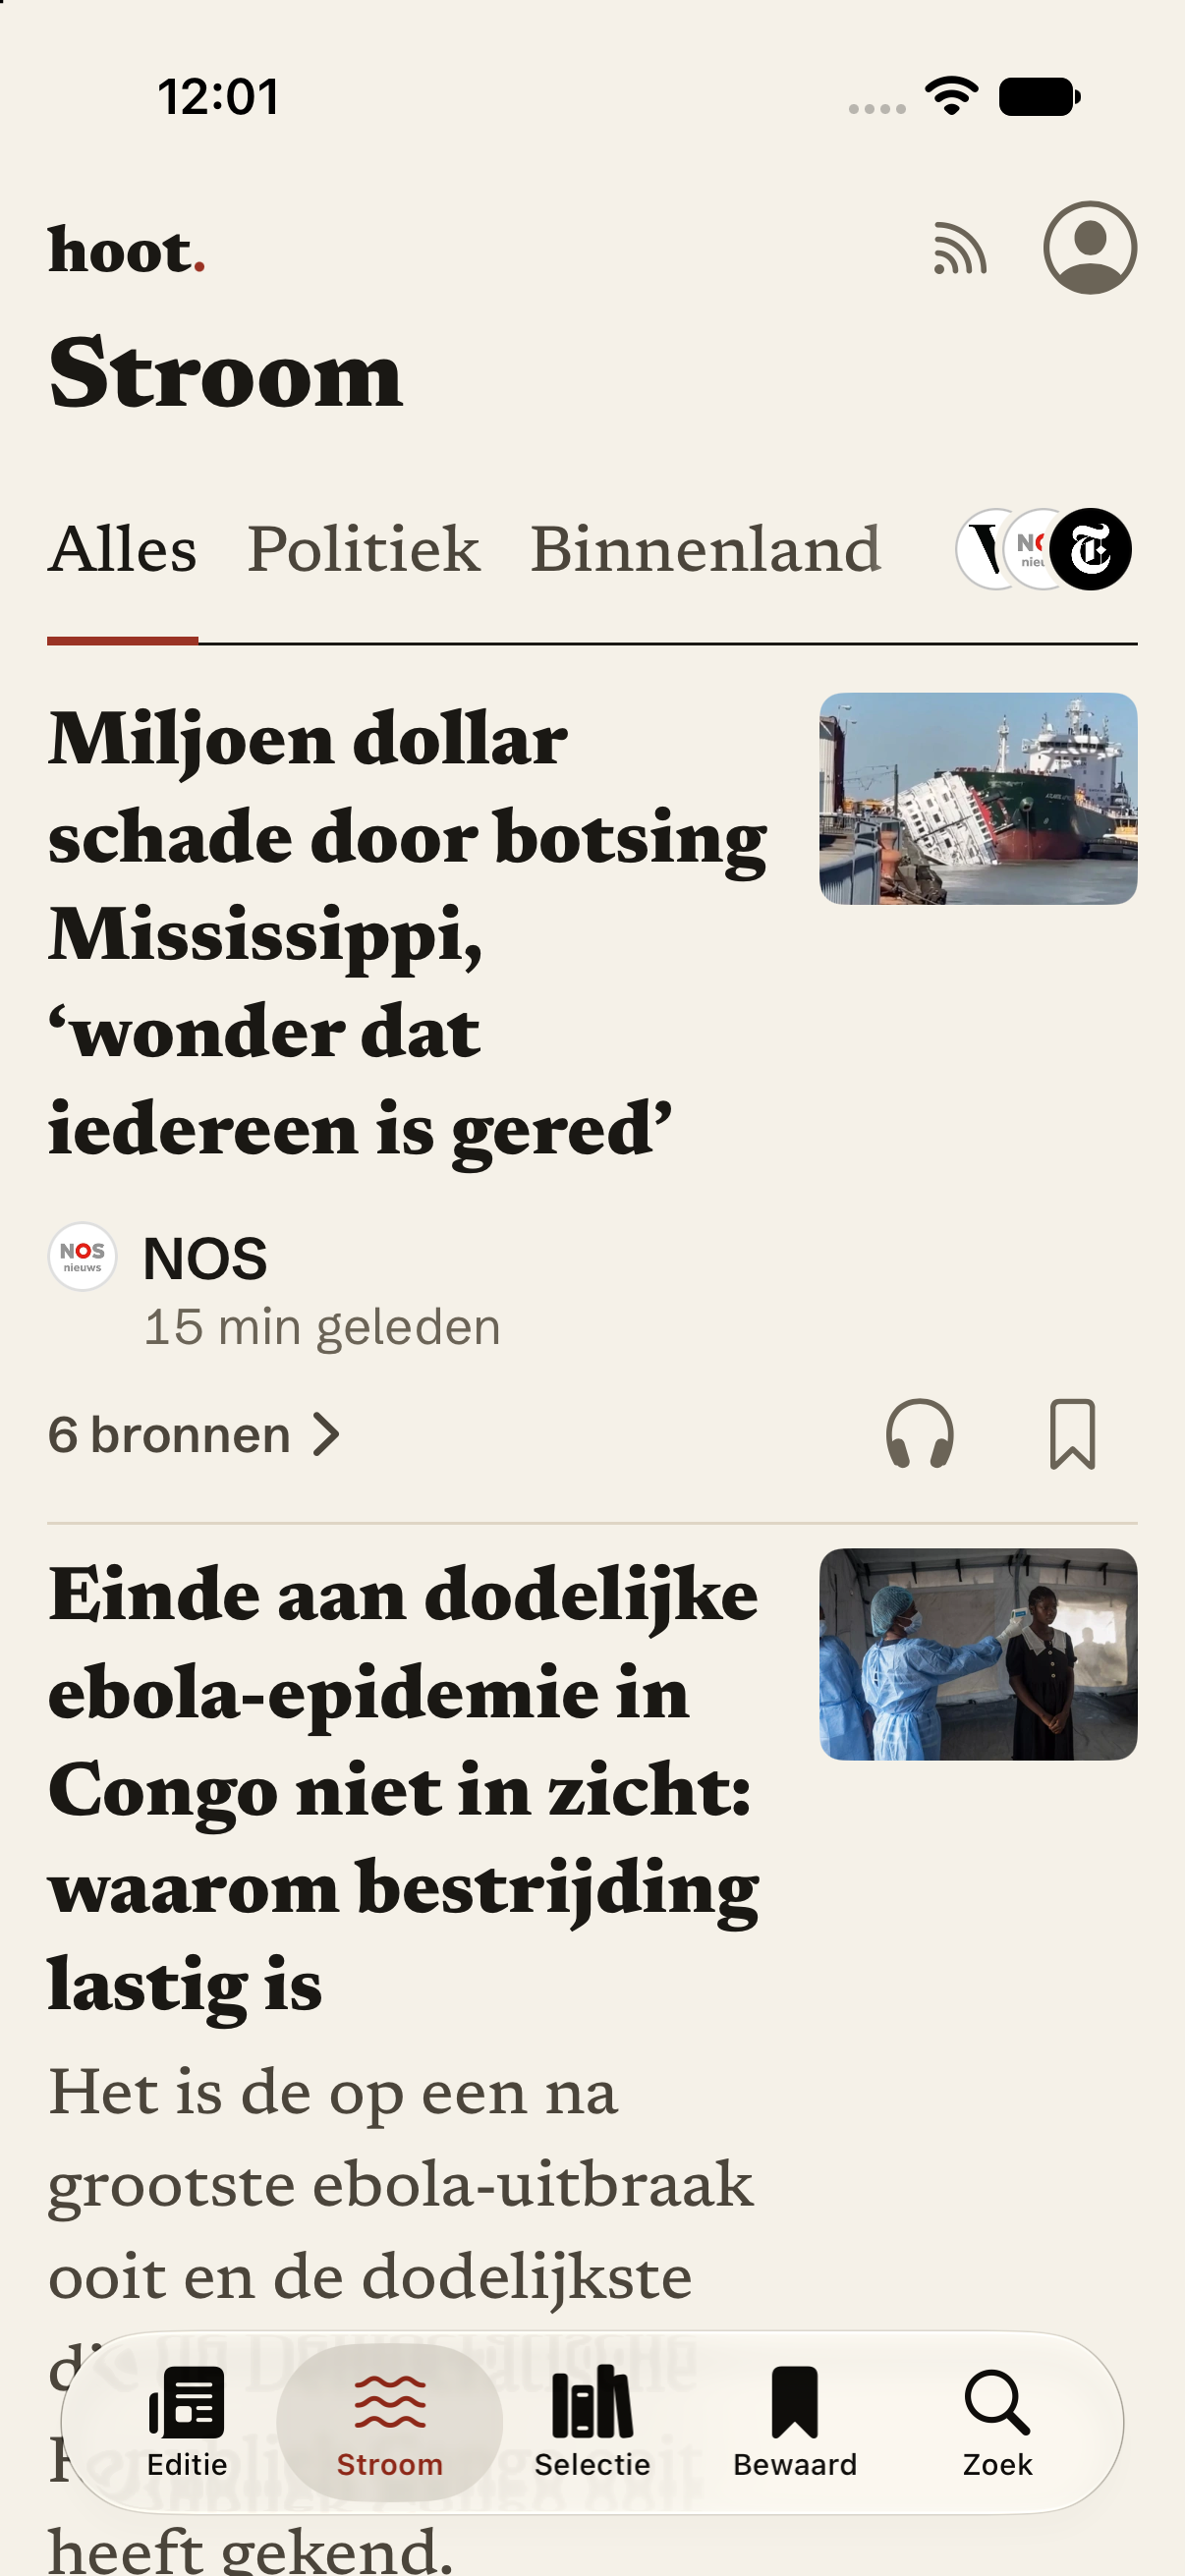 12:01
hoot.
Stroom
Alles Politiek Binnenland
NOS
Miljoen dollar
schade door botsing
Mississippi,
‘wonder dat
iedereen is gered’
NOS
nieuws
NOS
15 min geleden
6 bronnen
Einde aan dodelijke
ebola-epidemie in
Congo niet in zicht:
waarom bestrijding
lastig is
Het is de op een na
grootste ebola-uitbraak
ooit en de dodelijkste
heeft gekend.
Editie Stroom Selectie Bewaard Zoek